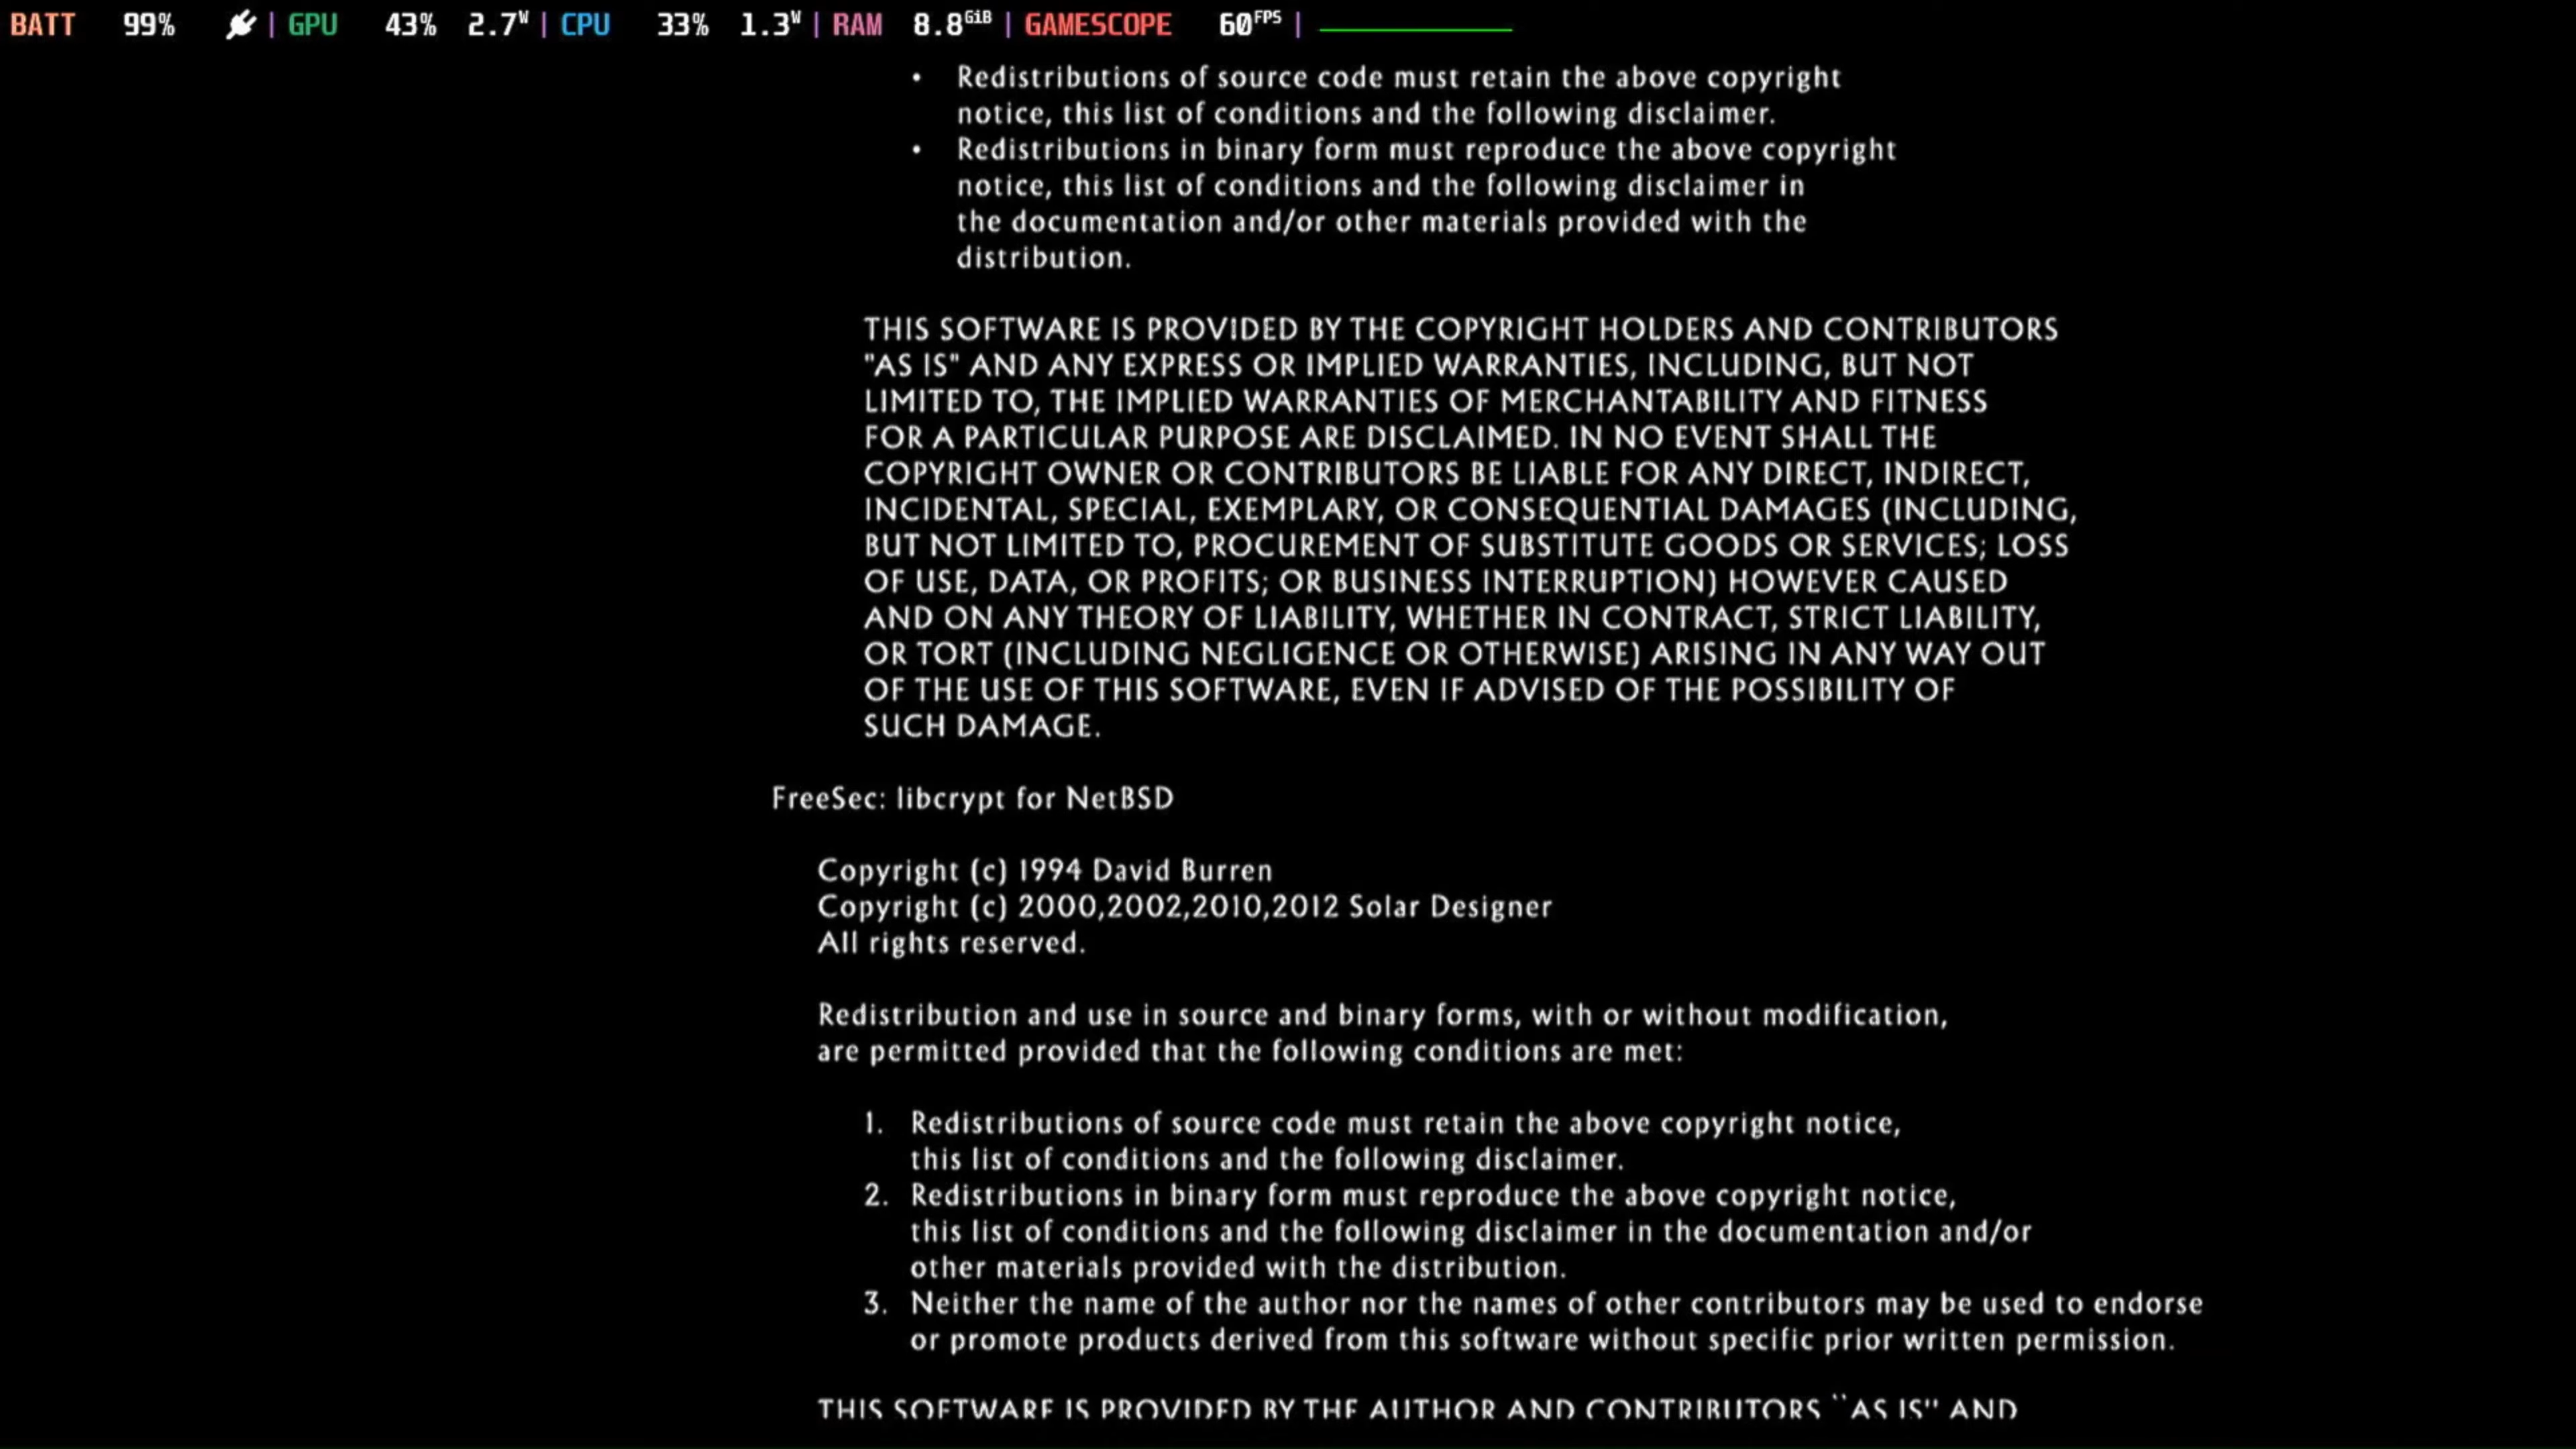 BATT 99% | GPU 43% 2.7W | CPU 33% 1.3W | RAM 8.8GiB | GAMESCOPE 60FPS |
• Redistributions of source code must retain the above copyright
notice, this list of conditions and the following disclaimer.
• Redistributions in binary form must reproduce the above copyright
notice, this list of conditions and the following disclaimer in
the documentation and/or other materials provided with the
distribution.
THIS SOFTWARE IS PROVIDED BY THE COPYRIGHT HOLDERS AND CONTRIBUTORS
"AS IS" AND ANY EXPRESS OR IMPLIED WARRANTIES, INCLUDING, BUT NOT
LIMITED TO, THE IMPLIED WARRANTIES OF MERCHANTABILITY AND FITNESS
FOR A PARTICULAR PURPOSE ARE DISCLAIMED. IN NO EVENT SHALL THE
COPYRIGHT OWNER OR CONTRIBUTORS BE LIABLE FOR ANY DIRECT, INDIRECT,
INCIDENTAL, SPECIAL, EXEMPLARY, OR CONSEQUENTIAL DAMAGES (INCLUDING,
BUT NOT LIMITED TO, PROCUREMENT OF SUBSTITUTE GOODS OR SERVICES; LOSS
OF USE, DATA, OR PROFITS; OR BUSINESS INTERRUPTION) HOWEVER CAUSED
AND ON ANY THEORY OF LIABILITY, WHETHER IN CONTRACT, STRICT LIABILITY,
OR TORT (INCLUDING NEGLIGENCE OR OTHERWISE) ARISING IN ANY WAY OUT
OF THE USE OF THIS SOFTWARE, EVEN IF ADVISED OF THE POSSIBILITY OF
SUCH DAMAGE.
FreeSec: libcrypt for NetBSD
Copyright (c) 1994 David Burren
Copyright (c) 2000,2002,2010,2012 Solar Designer
All rights reserved.
Redistribution and use in source and binary forms, with or without modification,
are permitted provided that the following conditions are met:
1. Redistributions of source code must retain the above copyright notice,
this list of conditions and the following disclaimer.
2. Redistributions in binary form must reproduce the above copyright notice,
this list of conditions and the following disclaimer in the documentation and/or
other materials provided with the distribution.
3. Neither the name of the author nor the names of other contributors may be used to endorse
or promote products derived from this software without specific prior written permission.
THIS SOFTWARE IS PROVIDED BY THE AUTHOR AND CONTRIBUTORS ``AS IS'' AND